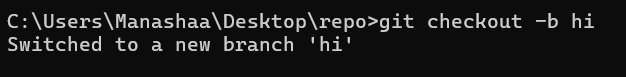 C:\Users\Manashaa\Desktop\repo>git checkout -b hi
Switched to a new branch 'hi'